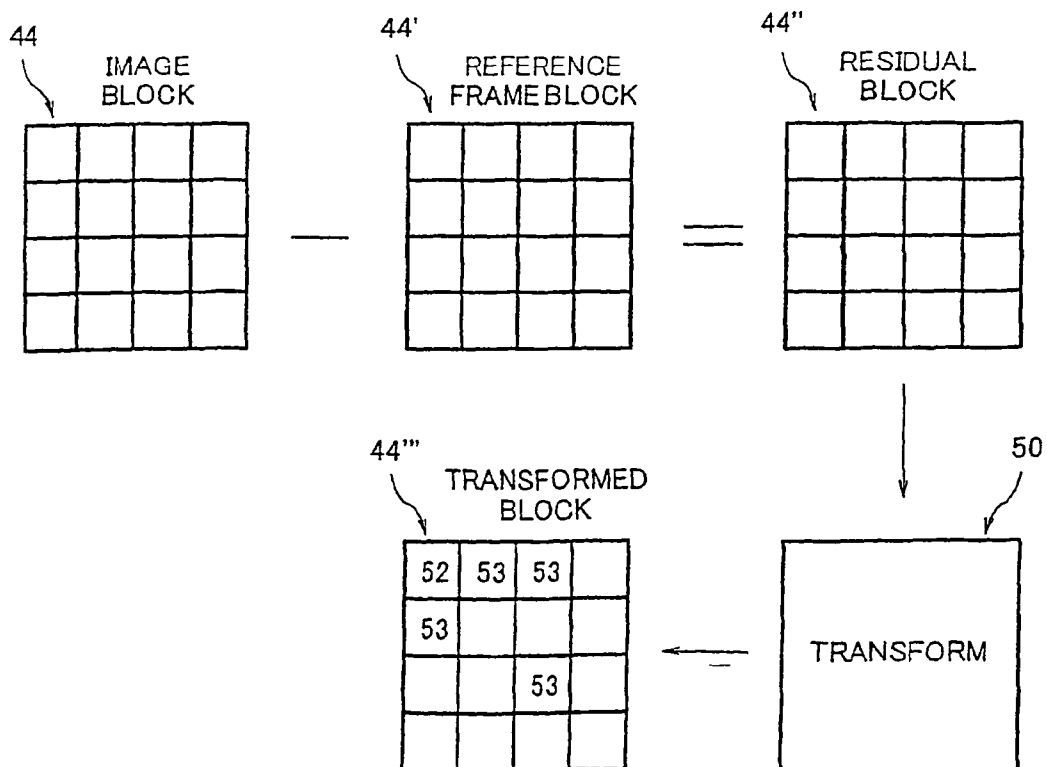 44
IMAGE
BLOCK
44'
REFERENCE
FRAME BLOCK
44"
RESIDUAL
BLOCK
44'"
TRANSFORMED
BLOCK
50
52 53 53
53
53
TRANSFORM